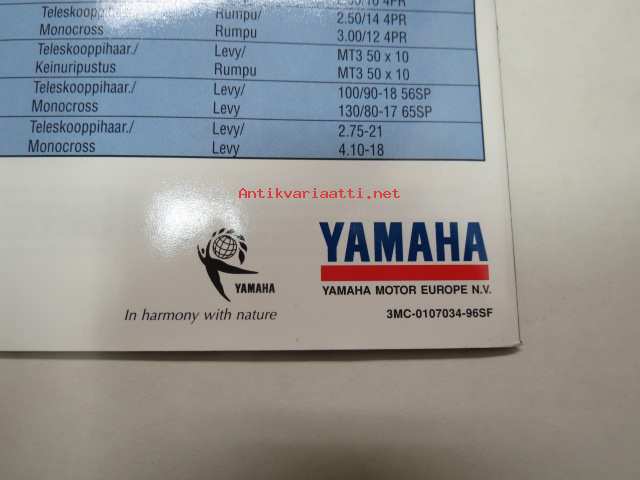 Teleskooppihaar./ Rumpu/ 2.50/14 4PR
Monocross Rumpu 3.00/12 4PR
Teleskooppihaar./ Levy/ MT3 50 x 10
Keinuripustus Rumpu MT3 50 x 10
Teleskooppihaar./ Levy/ 100/90-18 56SP
Monocross Levy 130/80-17 65SP
Teleskooppihaar./ Levy/ 2.75-21
Monocross Levy 4.10-18
Antikvariaatti.net
YAMAHA
YAMAHA
YAMAHA MOTOR EUROPE N.V.
In harmony with nature
3MC-0107034-96SF